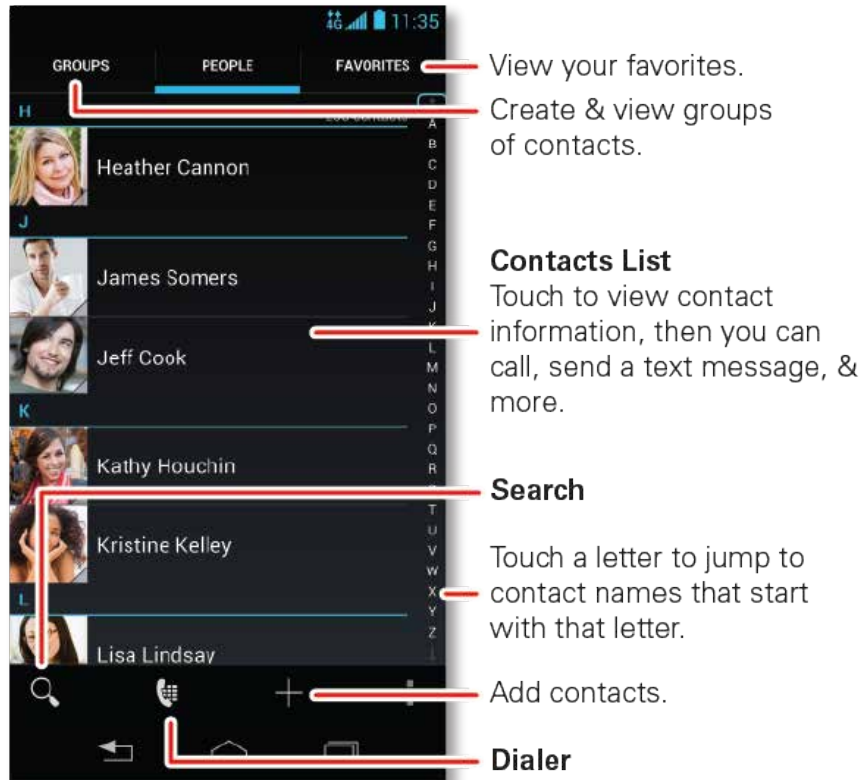 4G 11:35
GROUPS PEOPLE FAVORITES
View your favorites.
Create & view groups
of contacts.
H
contacts
A
B
C
D
E
F
G
H
I
J
L
M
N
O
P
Q
R
T
U
V
W
X
Y
Z
Heather Cannon
J
James Somers
Jeff Cook
K
Kathy Houchin
Kristine Kelley
L
Lisa Lindsay
Contacts List
Touch to view contact
information, then you can
call, send a text message, &
more.
Search
Touch a letter to jump to
contact names that start
with that letter.
Add contacts.
Dialer